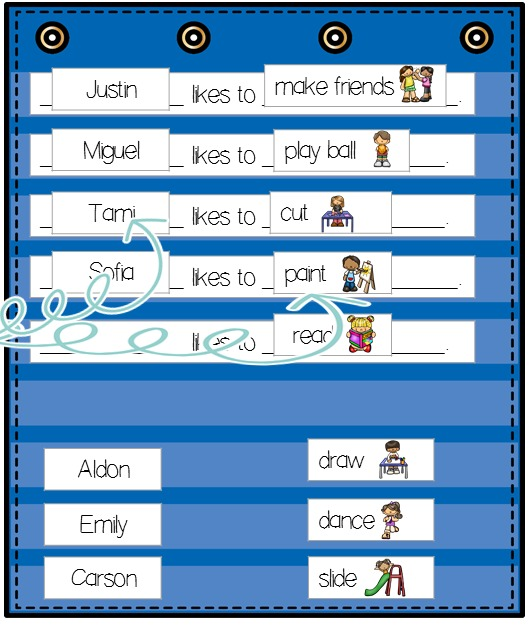 Justin likes to make friends.
Miguel likes to play ball.
Tami likes to cut.
Sofia likes to paint.
likes to read.
Aldon draw
Emily dance
Carson slide